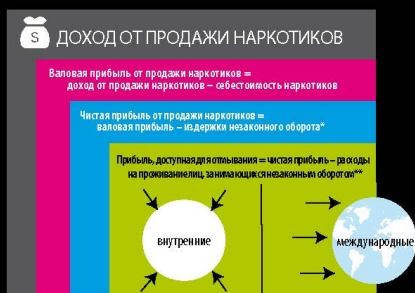 $ ДОХОД ОТ ПРОДАЖИ НАРКОТИКОВ
Валовая прибыль от продажи наркотиков =
доход от продажи наркотиков – себестоимость наркотиков
Чистая прибыль от продажи наркотиков =
валовая прибыль – издержки незаконного оборота*
Прибыль, доступная для отмывания = чистая прибыль – расходы
на проживание лиц, занимающихся незаконным оборотом**
внутренние
международные